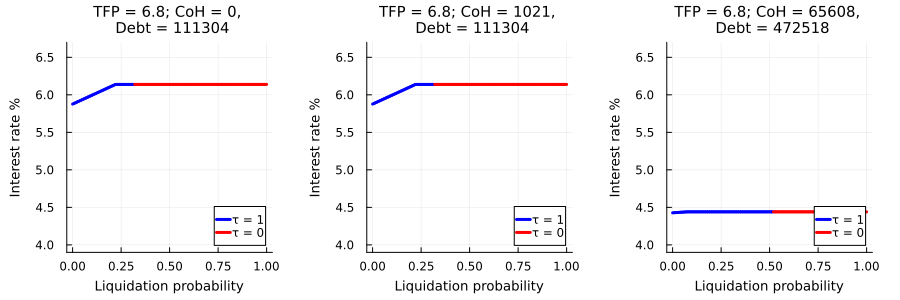 TFP = 6.8; CoH = 0,
Debt = 111304
6.5
6.0
5.5
5.0
4.5
4.0
Interest rate %
τ = 1
τ = 0
0.00 0.25 0.50 0.75 1.00
Liquidation probability
TFP = 6.8; CoH = 1021,
Debt = 111304
6.5
6.0
5.5
5.0
4.5
4.0
Interest rate %
τ = 1
τ = 0
0.00 0.25 0.50 0.75 1.00
Liquidation probability
TFP = 6.8; CoH = 65608,
Debt = 472518
6.5
6.0
5.5
5.0
4.5
4.0
Interest rate %
τ = 1
τ = 0
0.00 0.25 0.50 0.75 1.00
Liquidation probability